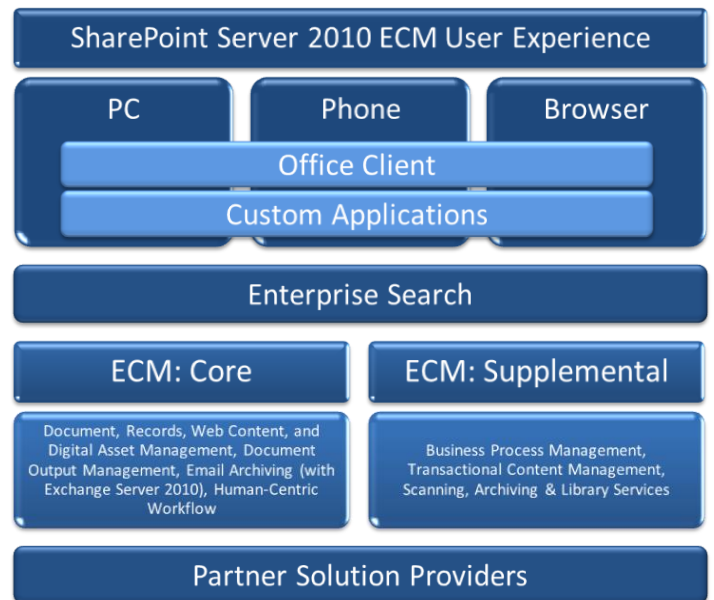 SharePoint Server 2010 ECM User Experience
PC
Phone
Browser
Office Client
Custom Applications
Enterprise Search
ECM: Core
ECM: Supplemental
Document, Records, Web Content, and
Digital Asset Management, Document
Output Management, Email Archiving (with
Exchange Server 2010), Human-Centric
Workflow
Business Process Management,
Transactional Content Management,
Scanning, Archiving & Library Services
Partner Solution Providers